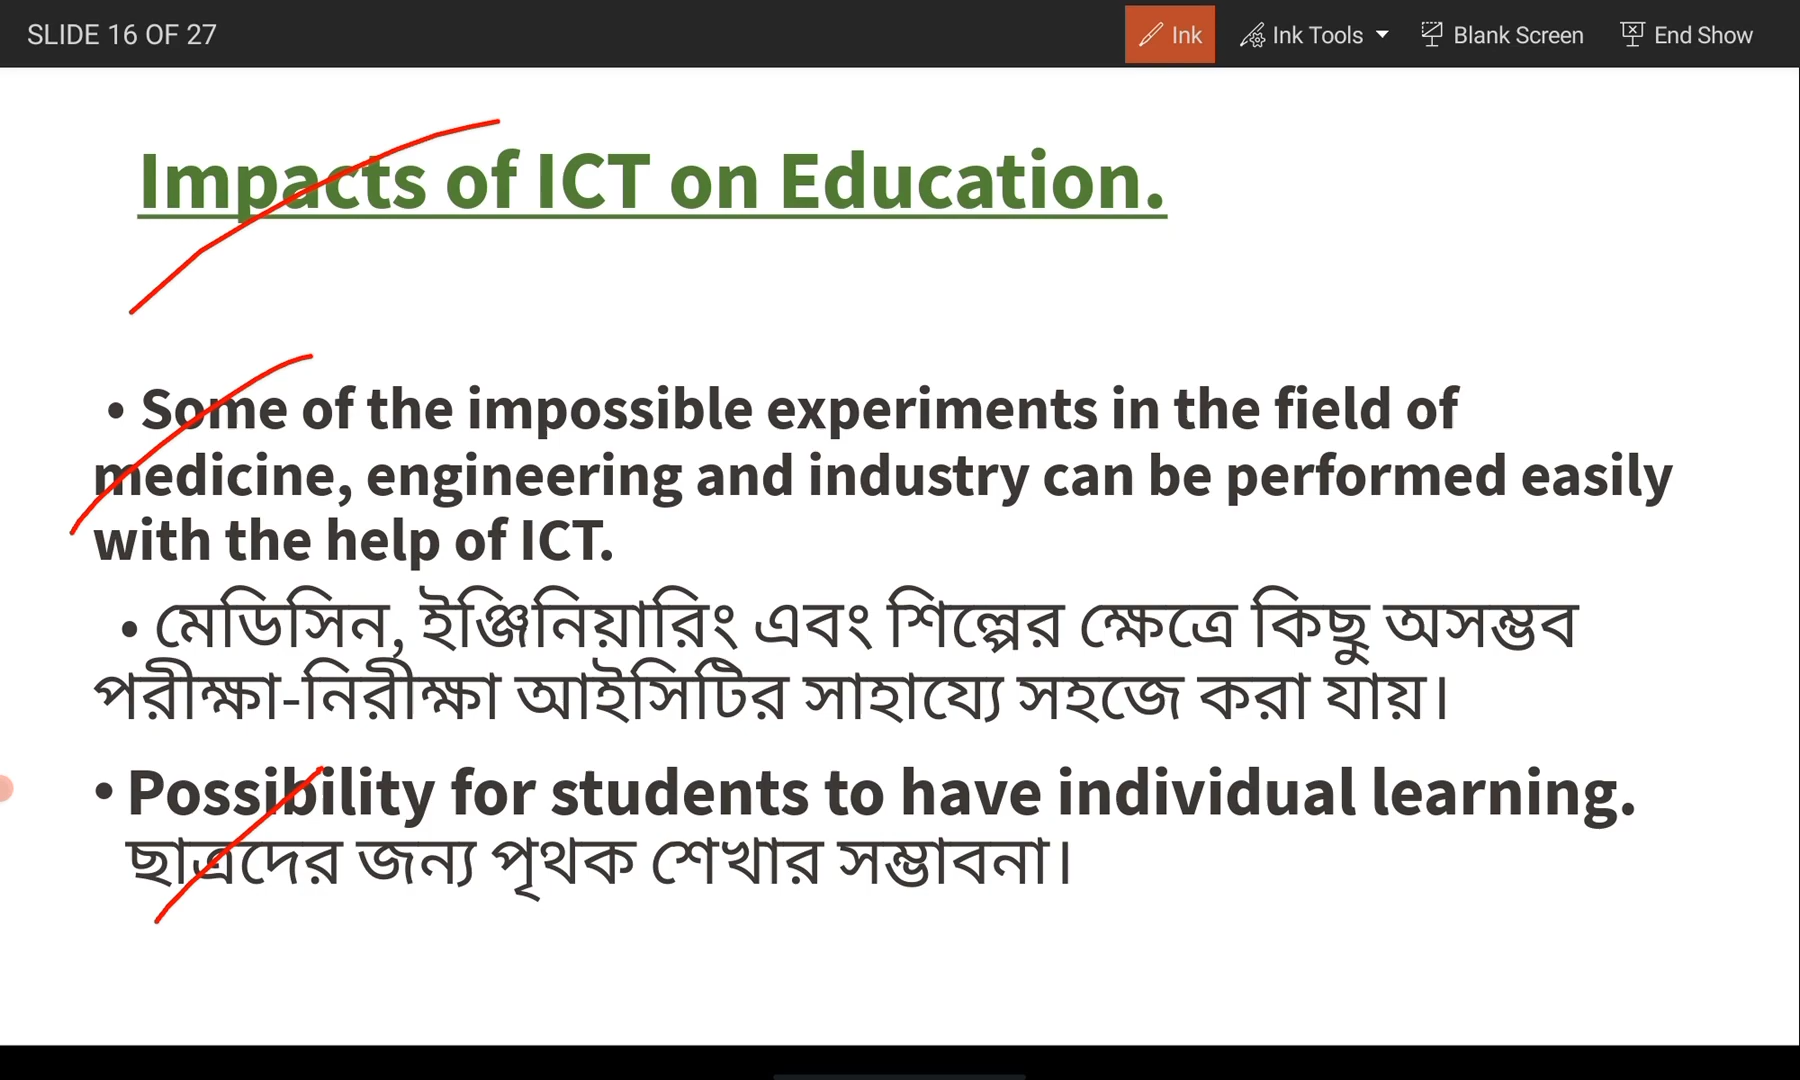 SLIDE 16 OF 27 Ink Ink Tools Blank Screen End Show
Impacts of ICT on Education.
• Some of the impossible experiments in the field of
medicine, engineering and industry can be performed easily
with the help of ICT.
• মেডিসিন, ইঞ্জিনিয়ারিং এবং শিল্পের ক্ষেত্রে কিছু অসম্ভব
পরীক্ষা-নিরীক্ষা আইসিটির সাহায্যে সহজে করা যায়।
• Possibility for students to have individual learning.
ছাত্রদের জন্য পৃথক শেখার সম্ভাবনা।